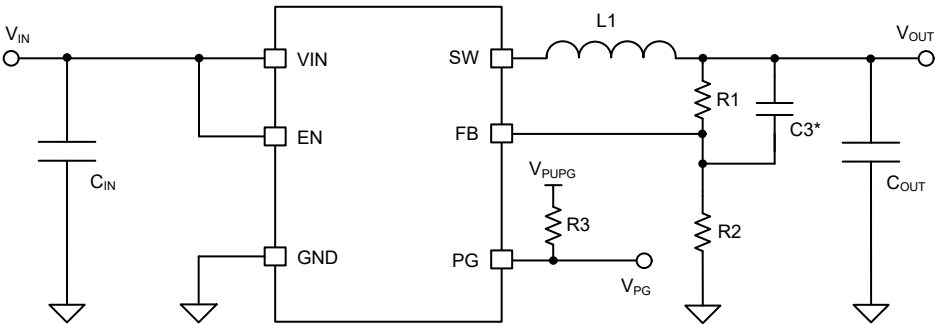 L1
VIN
VOUT
VIN
SW
R1
C3*
EN
FB
CIN
VPUPG
COUT
R3
R2
GND
PG
VPG